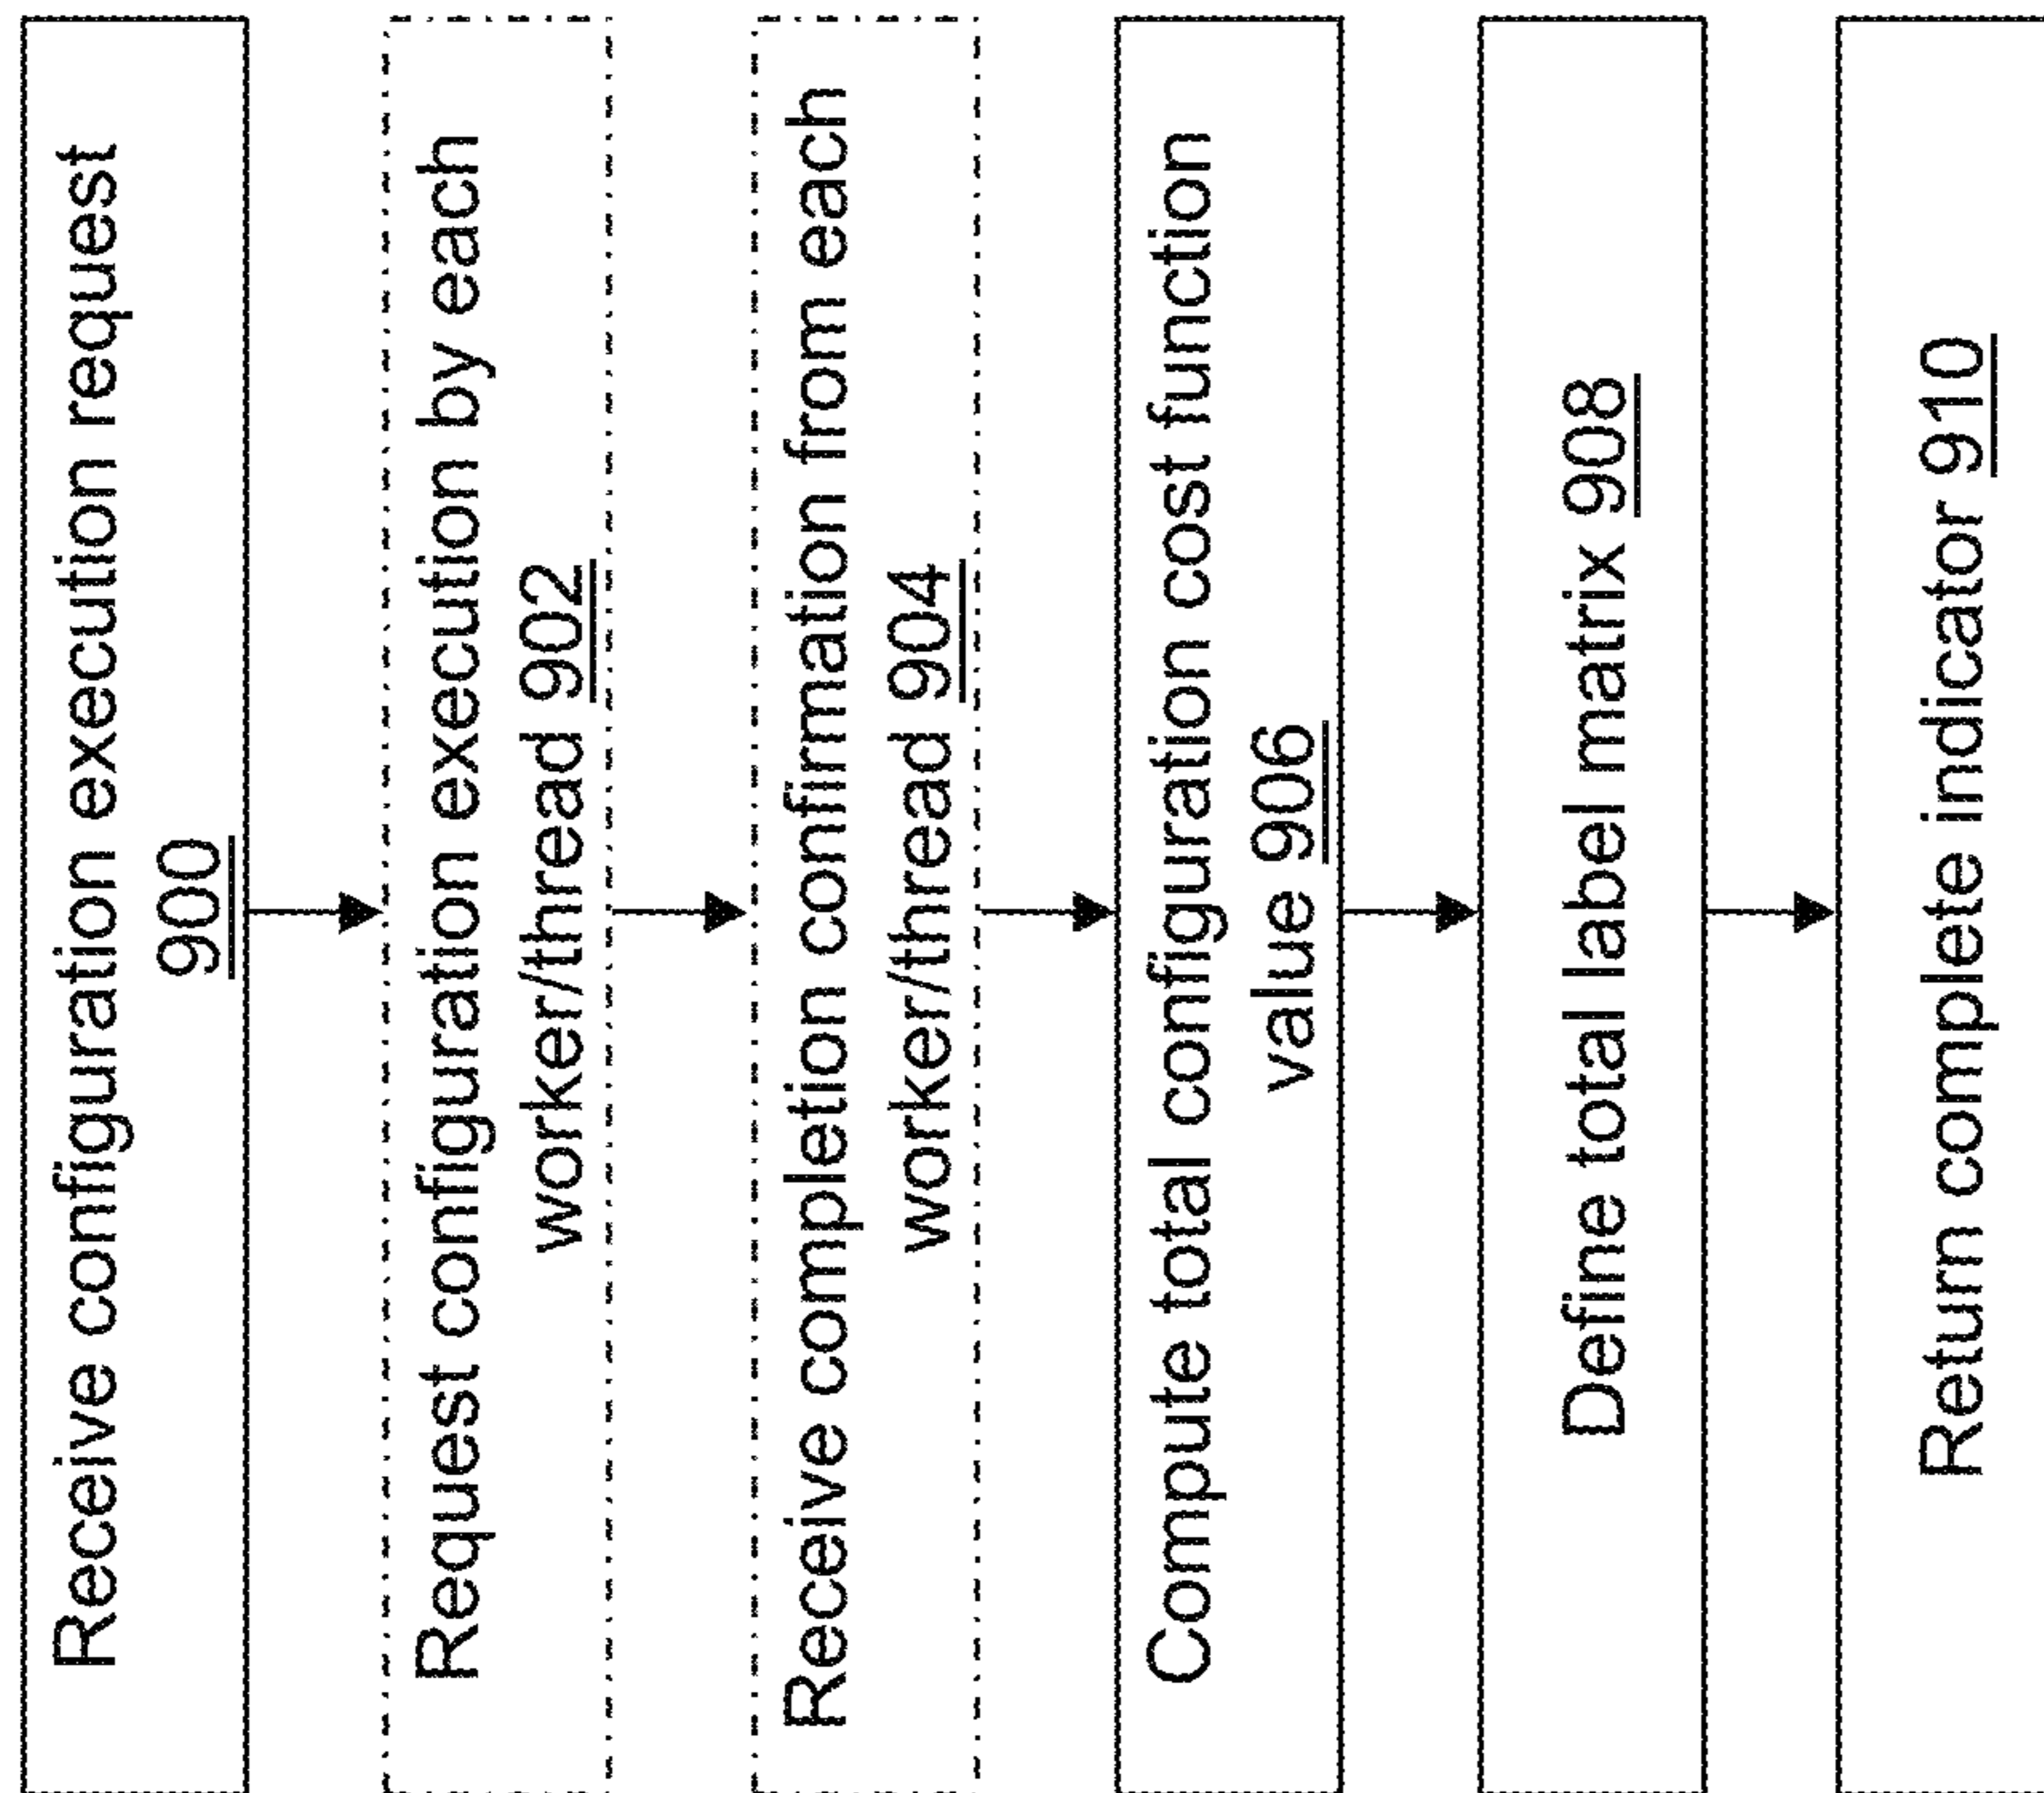 Receive configuration execution request
900
Request configuration execution by each
worker/thread 902
Receive completion confirmation from each
worker/thread 904
Compute total configuration cost function
value 906
Define total label matrix 908
Return complete indicator 910